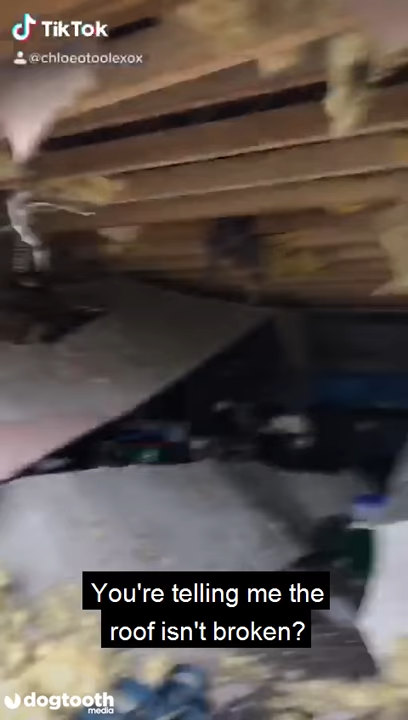 TikTok
@chloeotoolexox
You're telling me the
roof isn't broken?
dogtooth
media